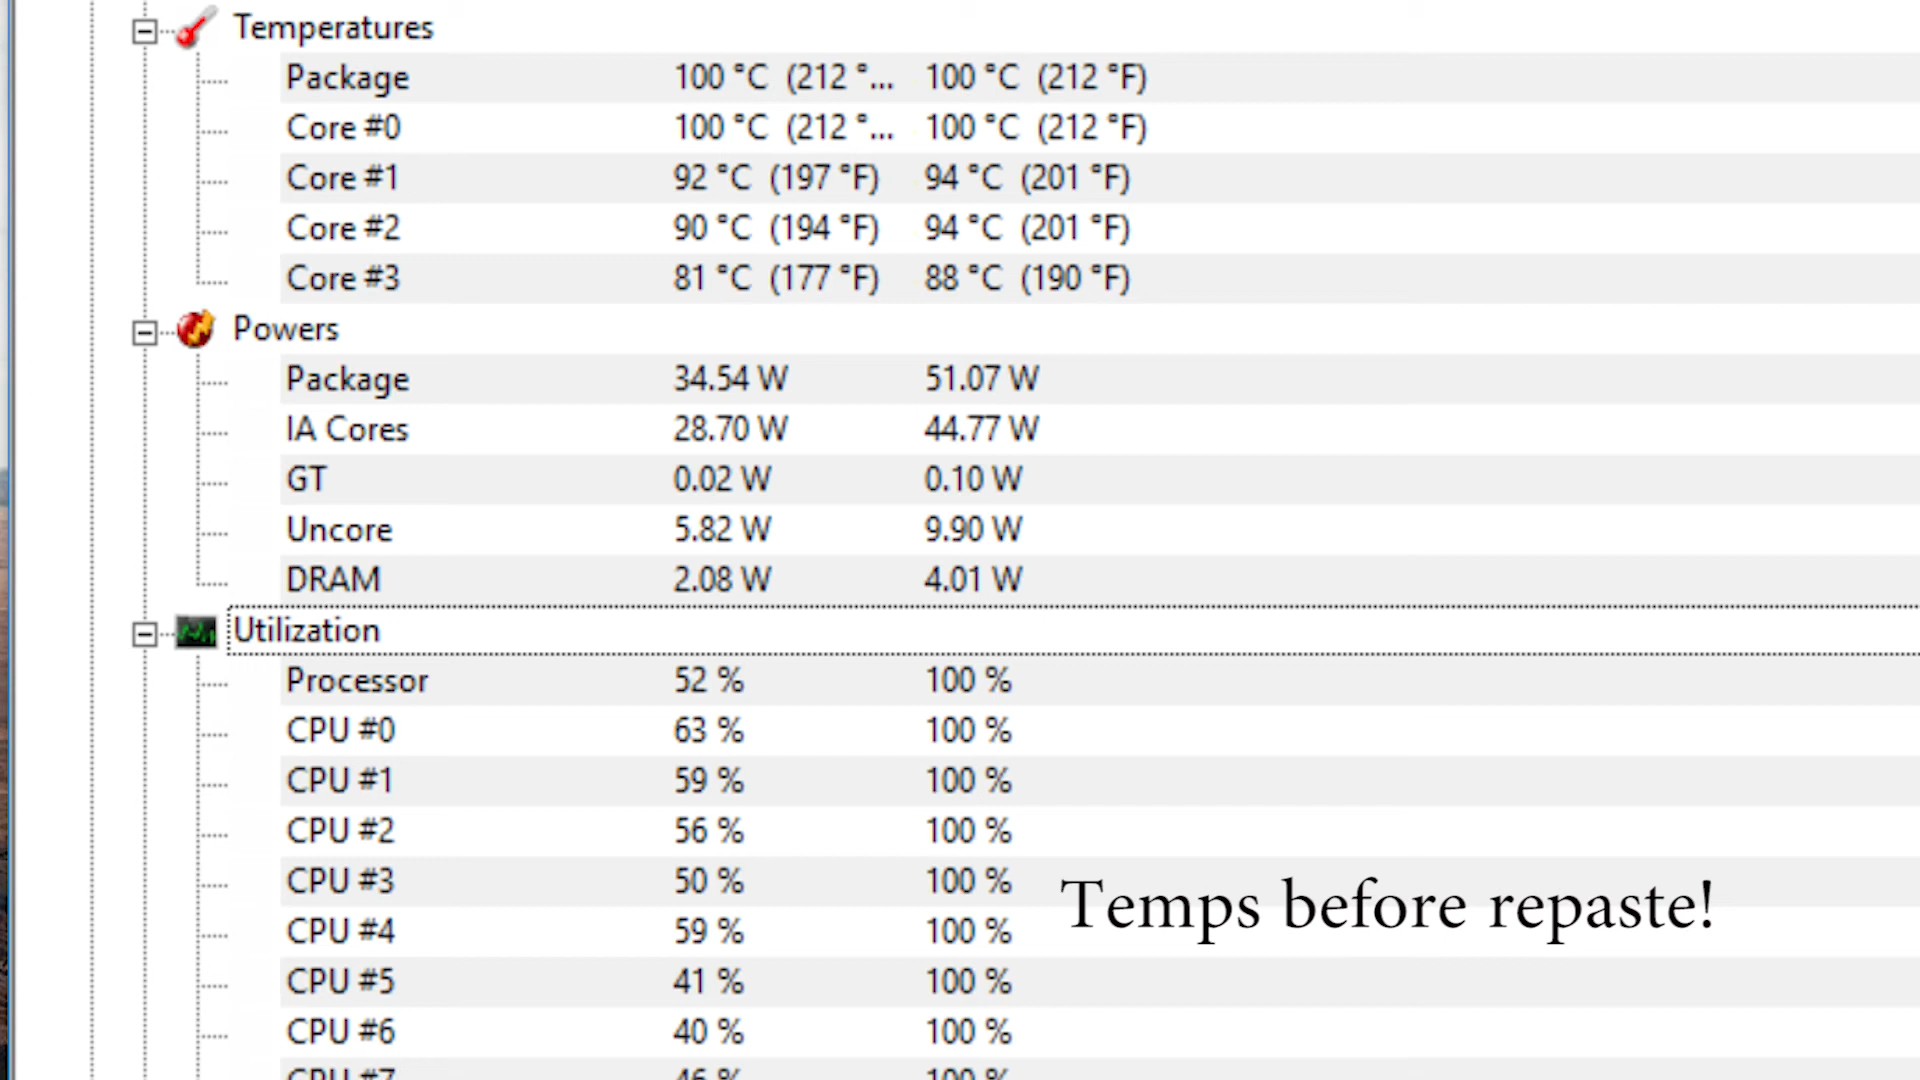 Temperatures
Package 100 °C (212 °... 100 °C (212 °F)
Core #0 100 °C (212 °... 100 °C (212 °F)
Core #1 92 °C (197 °F) 94 °C (201 °F)
Core #2 90 °C (194 °F) 94 °C (201 °F)
Core #3 81 °C (177 °F) 88 °C (190 °F)
Powers
Package 34.54 W 51.07 W
IA Cores 28.70 W 44.77 W
GT 0.02 W 0.10 W
Uncore 5.82 W 9.90 W
DRAM 2.08 W 4.01 W
Utilization
Processor 52 % 100 %
CPU #0 63 % 100 %
CPU #1 59 % 100 %
CPU #2 56 % 100 %
CPU #3 50 % 100 %
Temps before repaste!
CPU #4 59 % 100 %
CPU #5 41 % 100 %
CPU #6 40 % 100 %
CPU #7 46 % 100 %